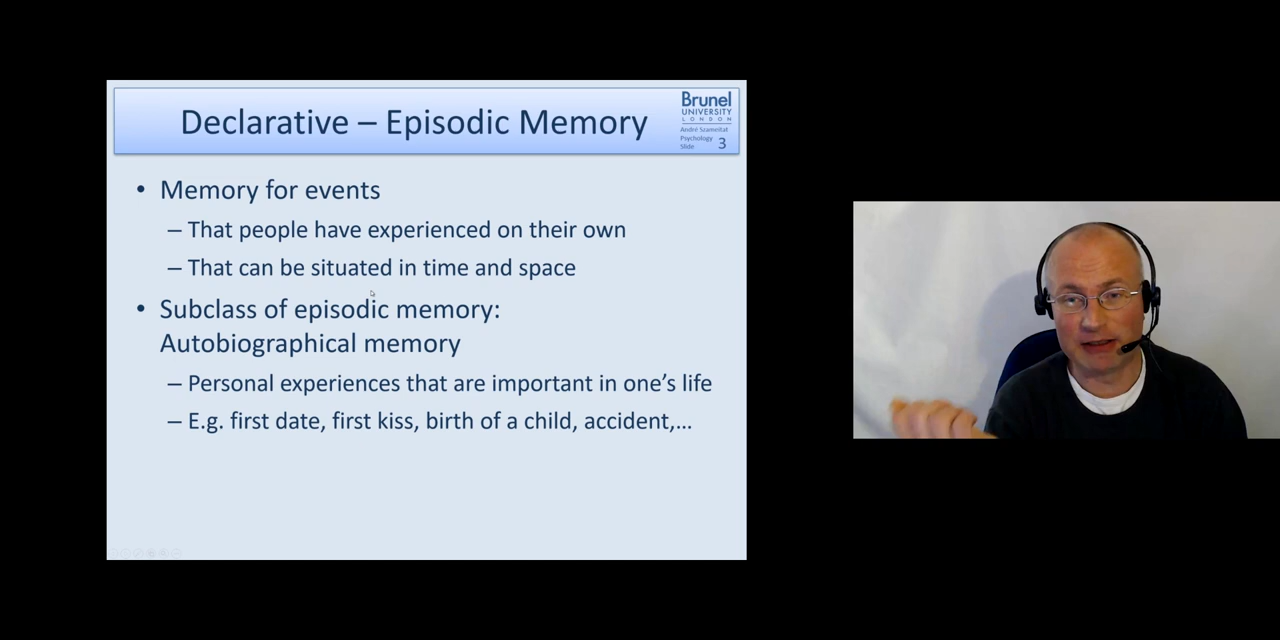 Declarative – Episodic Memory
Brunel
UNIVERSITY
LONDON
André Szameitat
Psychology
Slide 3
• Memory for events
– That people have experienced on their own
– That can be situated in time and space
• Subclass of episodic memory:
Autobiographical memory
– Personal experiences that are important in one's life
– E.g. first date, first kiss, birth of a child, accident,...